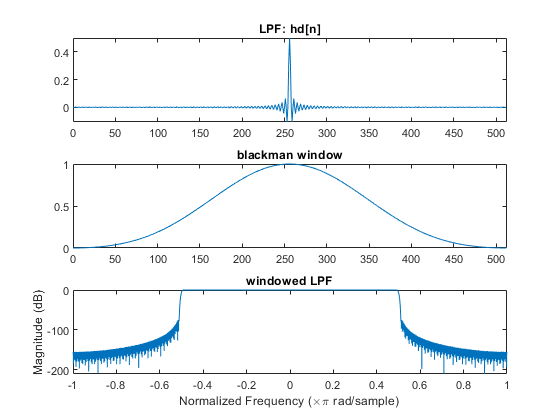 LPF: hd[n]
0.4
0.2
0
0 50 100 150 200 250 300 350 400 450 500
blackman window
1
0.5
0
0 50 100 150 200 250 300 350 400 450 500
windowed LPF
0
-100
-200
Magnitude (dB)
-1 -0.8 -0.6 -0.4 -0.2 0 0.2 0.4 0.6 0.8 1
Normalized Frequency (×π rad/sample)